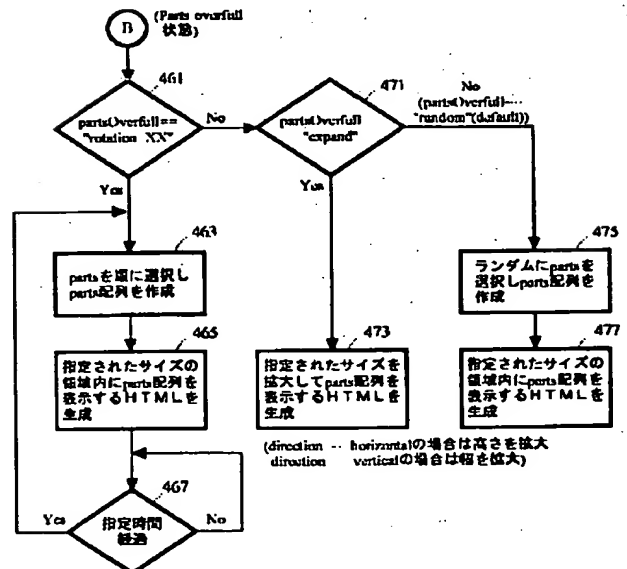 B
(Parts overfull
状態)
461
partsOverfull==
"rotation XX"
No
Yes
471
partsOverfull
"expand"
Yes
No
(partsOverfull
"random"(default))
463
partsを順に選択し
parts配列を作成
465
指定されたサイズの
領域内にparts配列を
表示するHTMLを
生成
467
指定時間
経過
Yes
No
473
指定されたサイズを
拡大してparts配列を
表示するHTMLを
生成
(direction horizontalの場合は高さを拡大
direction verticalの場合は幅を拡大)
475
ランダムにpartsを
選択しparts配列を
作成
477
指定されたサイズの
領域内にparts配列を
表示するHTMLを
生成